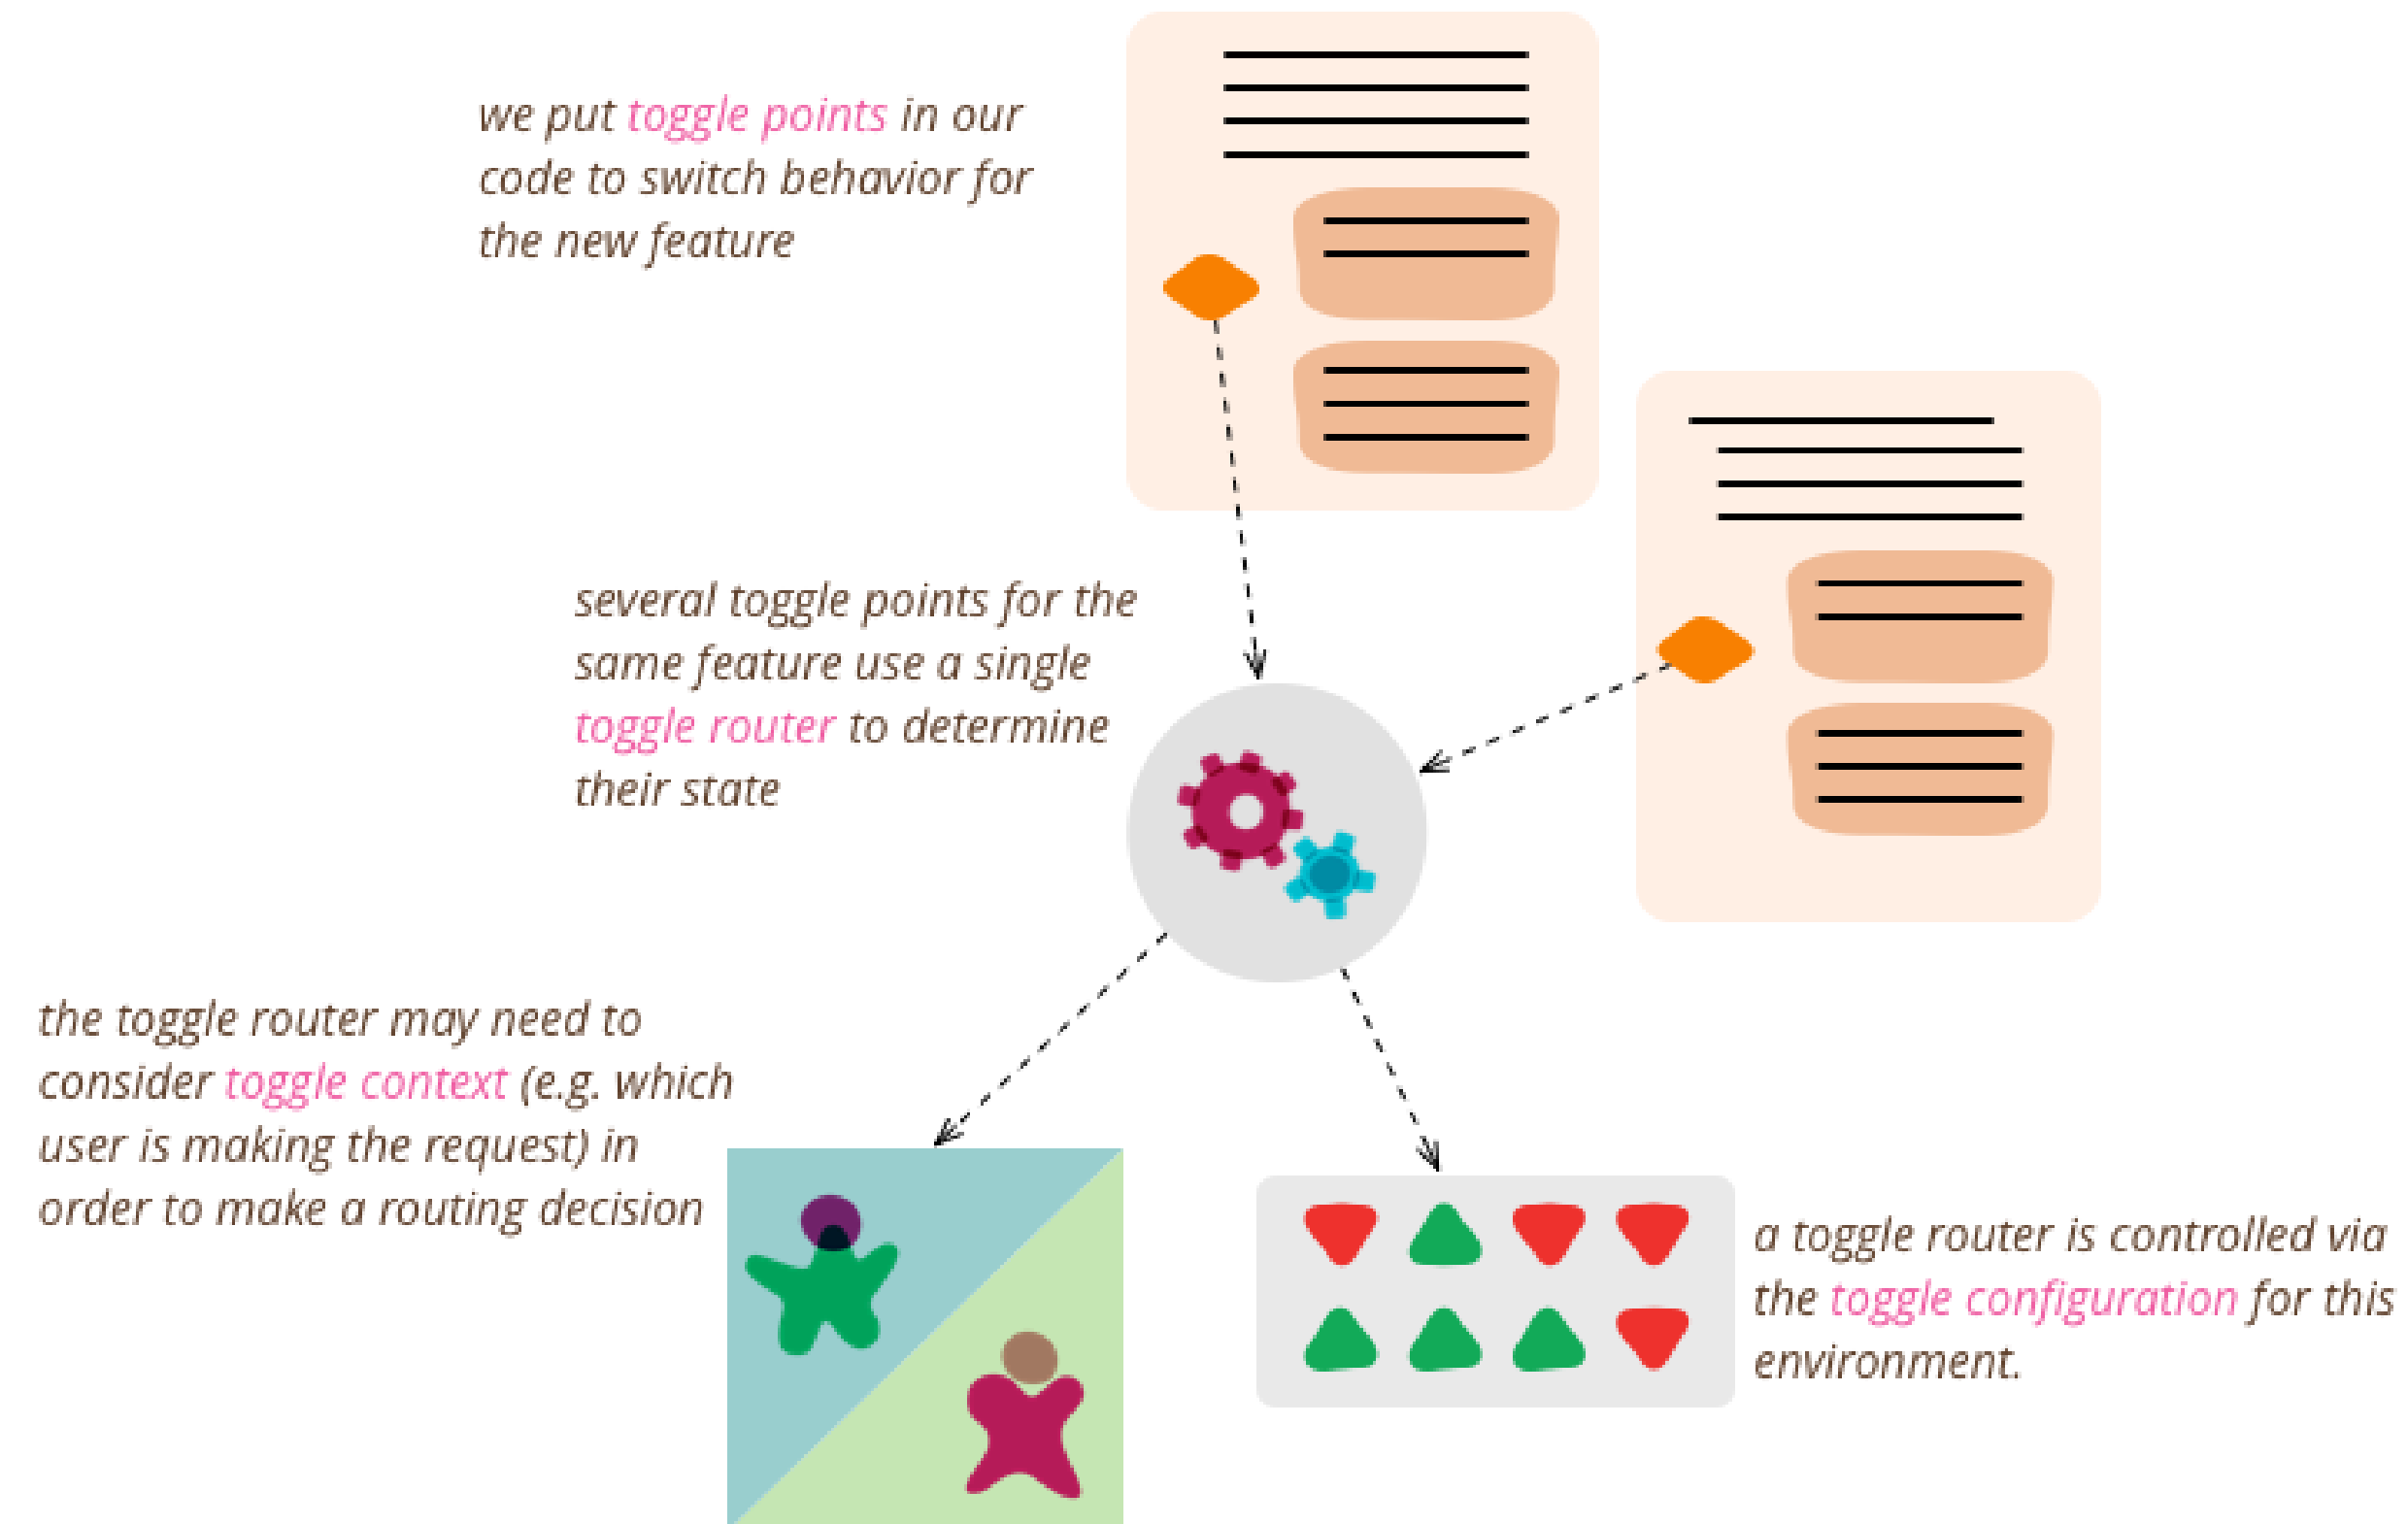 we put toggle points in our
code to switch behavior for
the new feature
several toggle points for the
same feature use a single
toggle router to determine
their state
the toggle router may need to
consider toggle context (e.g. which
user is making the request) in
order to make a routing decision
a toggle router is controlled via
the toggle configuration for this
environment.